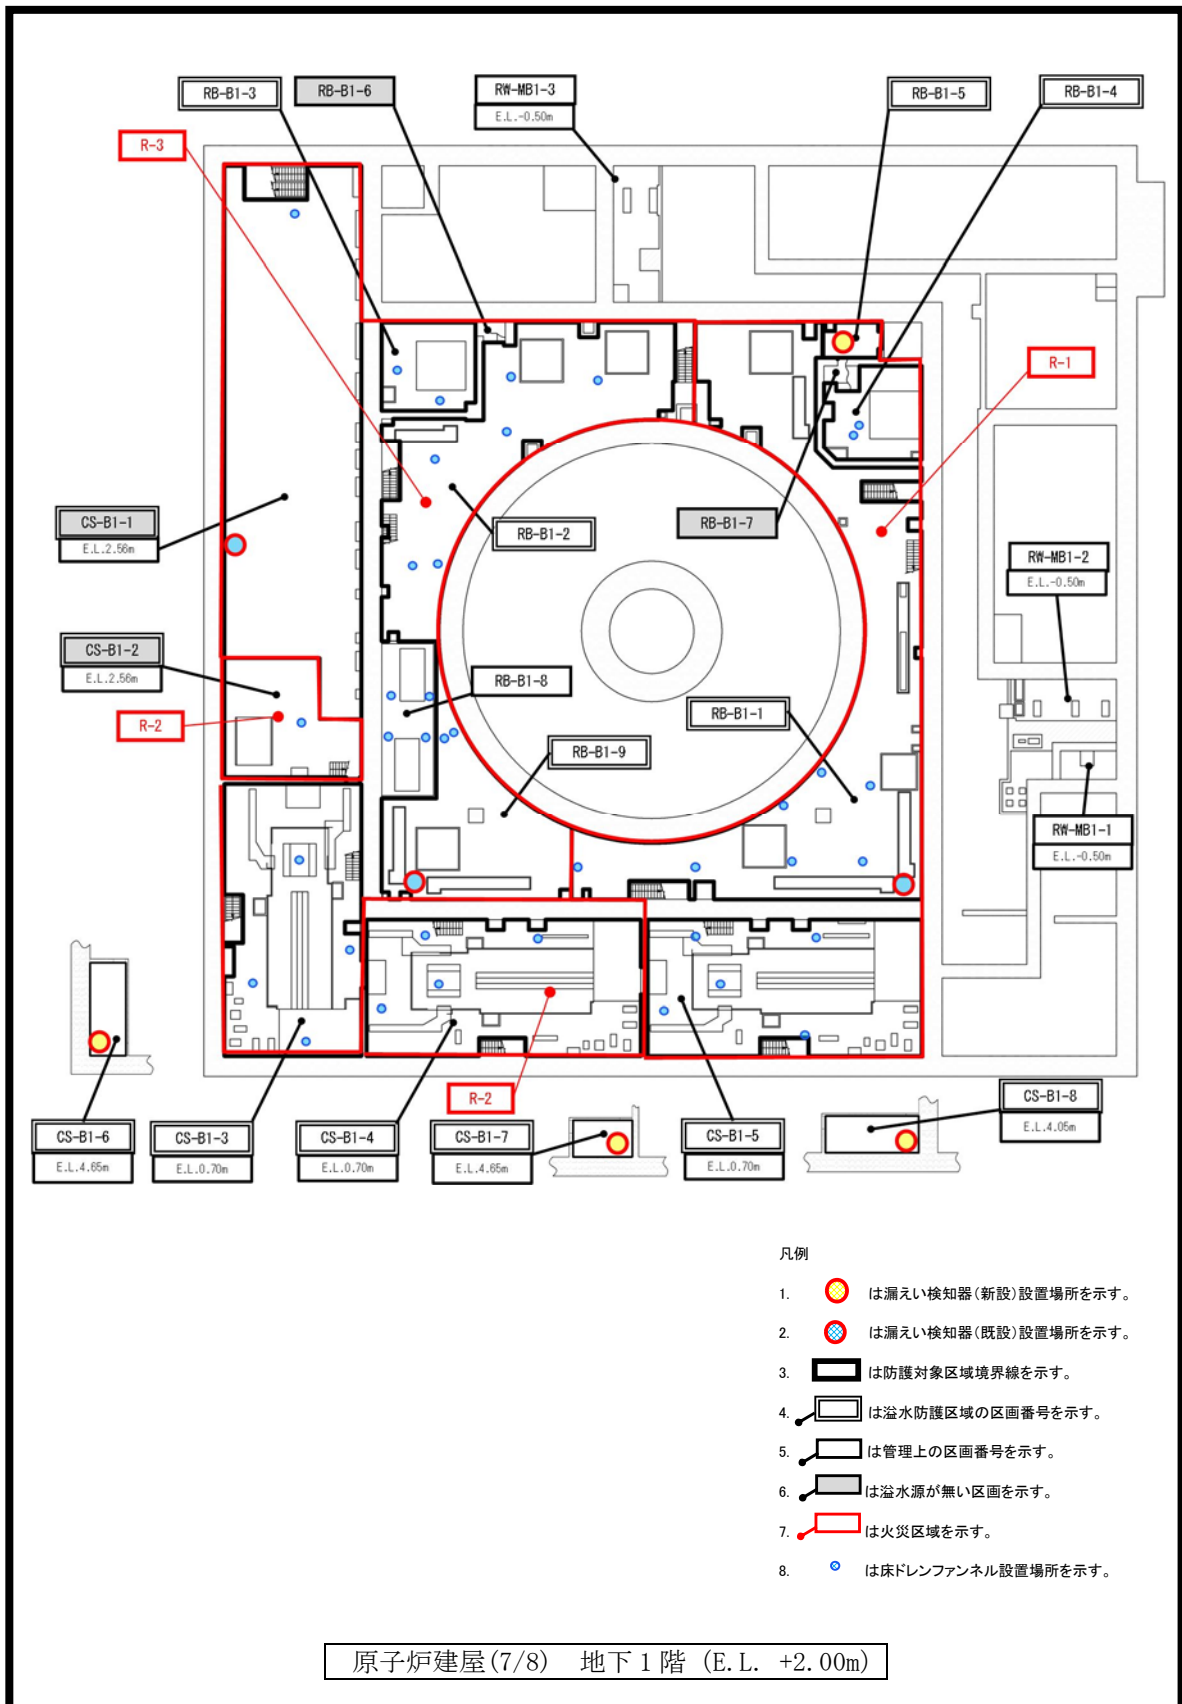 RB-B1-3
RB-B1-6
RW-MB1-3
E.L.-0.50m
RB-B1-5
RB-B1-4
R-3
R-1
CS-B1-1
E.L.2.56m
RB-B1-2
RB-B1-7
RW-MB1-2
E.L.-0.50m
CS-B1-2
E.L.2.56m
RB-B1-8
R-2
RB-B1-1
RB-B1-9
RW-MB1-1
E.L.-0.50m
R-2
CS-B1-6
E.L.4.65m
CS-B1-3
E.L.0.70m
CS-B1-4
E.L.0.70m
CS-B1-7
E.L.4.65m
CS-B1-5
E.L.0.70m
CS-B1-8
E.L.4.05m
凡例
1. は漏えい検知器(新設)設置場所を示す。
2. は漏えい検知器(既設)設置場所を示す。
3. は防護対象区域境界線を示す。
4. は溢水防護区域の区画番号を示す。
5. は管理上の区画番号を示す。
6. は溢水源が無い区画を示す。
7. は火災区域を示す。
8. は床ドレンファンネル設置場所を示す。
原子炉建屋(7/8) 地下1階 (E.L. +2.00m)